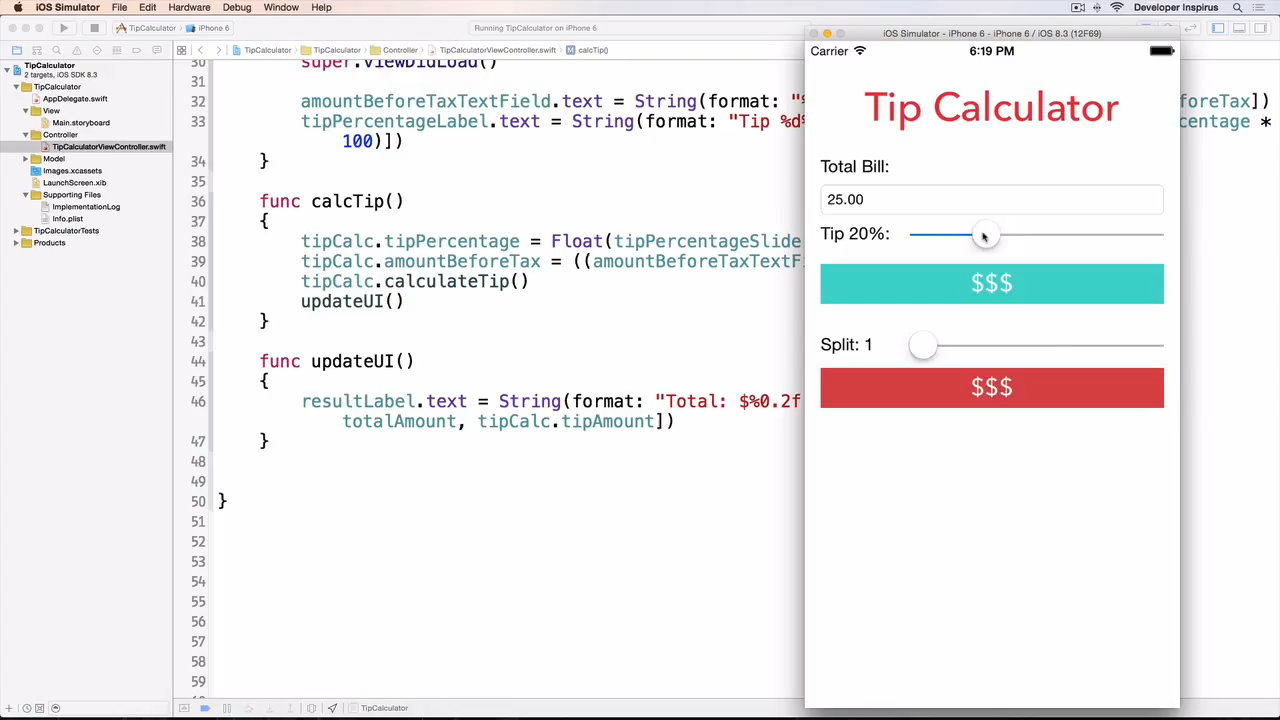 iOS Simulator File Edit Hardware Debug Window Help Developer Inspirus
TipCalculator iPhone 6 Running TipCalculator on iPhone 6
TipCalculator TipCalculator Controller TipCalculatorViewController.swift calcTip()
TipCalculator
2 targets, iOS SDK 8.3
TipCalculator
AppDelegate.swift
View
Main.storyboard
Controller
TipCalculatorViewController.swift
Model
Images.xcassets
LaunchScreen.xib
Supporting Files
ImplementationLog
Info.plist
TipCalculatorTests
Products
30 super.viewDidLoad()
31
32 amountBeforeTaxTextField.text = String(format: "% foreTax])
33 tipPercentageLabel.text = String(format: "Tip %d% centage *
100)])
34 }
35
36 func calcTip()
37 {
38 tipCalc.tipPercentage = Float(tipPercentageSlide
39 tipCalc.amountBeforeTax = ((amountBeforeTaxTextF
40 tipCalc.calculateTip()
41 updateUI()
42 }
43
44 func updateUI()
45 {
46 resultLabel.text = String(format: "Total: $%0.2f
totalAmount, tipCalc.tipAmount])
47 }
48
49
50 }
51
52
53
54
55
56
57
58
59
iOS Simulator - iPhone 6 - iPhone 6 / iOS 8.3 (12F69)
Carrier 6:19 PM
Tip Calculator
Total Bill:
25.00
Tip 20%:
$$$
Split: 1
$$$
TipCalculator